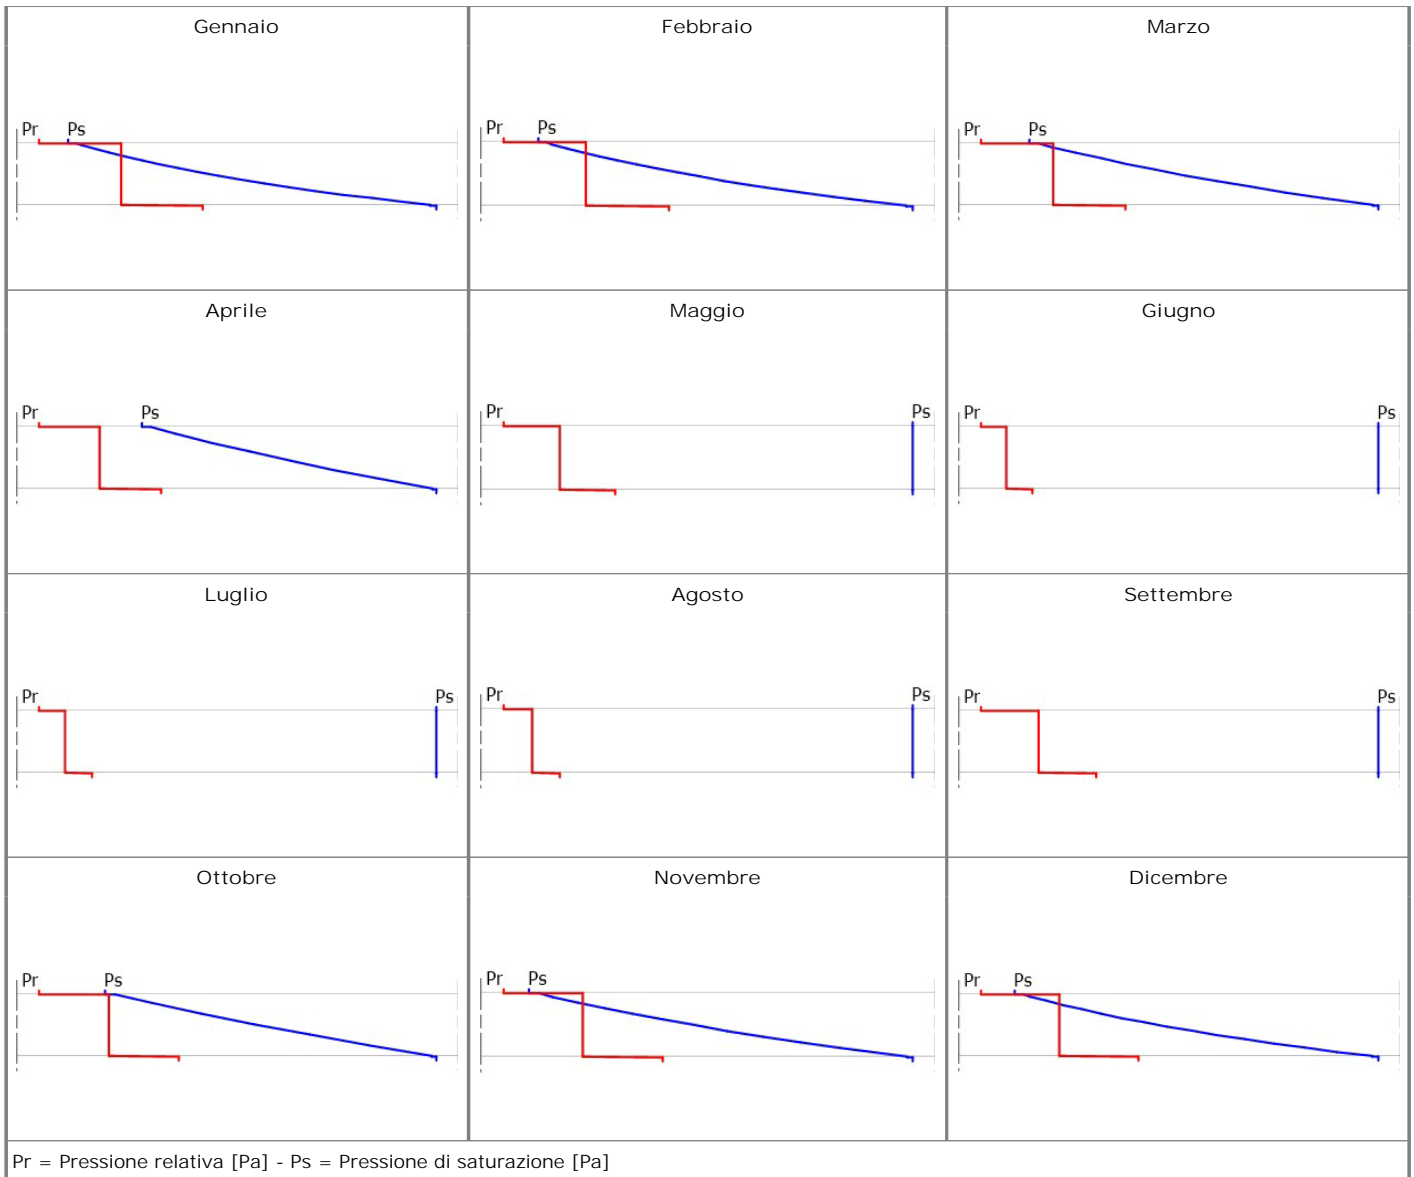 Gennaio
Febbraio
Marzo
Pr Ps
Pr Ps
Pr Ps
Aprile
Maggio
Giugno
Pr Ps
Pr Ps
Pr Ps
Luglio
Agosto
Settembre
Pr Ps
Pr Ps
Pr Ps
Ottobre
Novembre
Dicembre
Pr Ps
Pr Ps
Pr Ps
Pr = Pressione relativa [Pa] - Ps = Pressione di saturazione [Pa]